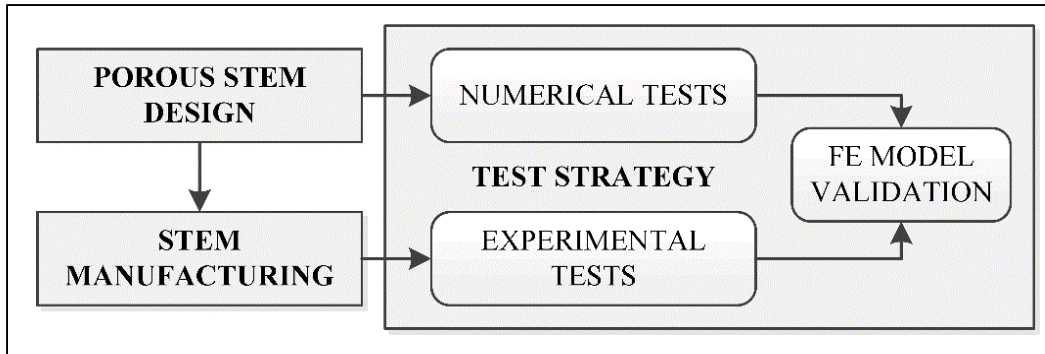 POROUS STEM
DESIGN
NUMERICAL TESTS
FE MODEL
VALIDATION
TEST STRATEGY
STEM
MANUFACTURING
EXPERIMENTAL
TESTS